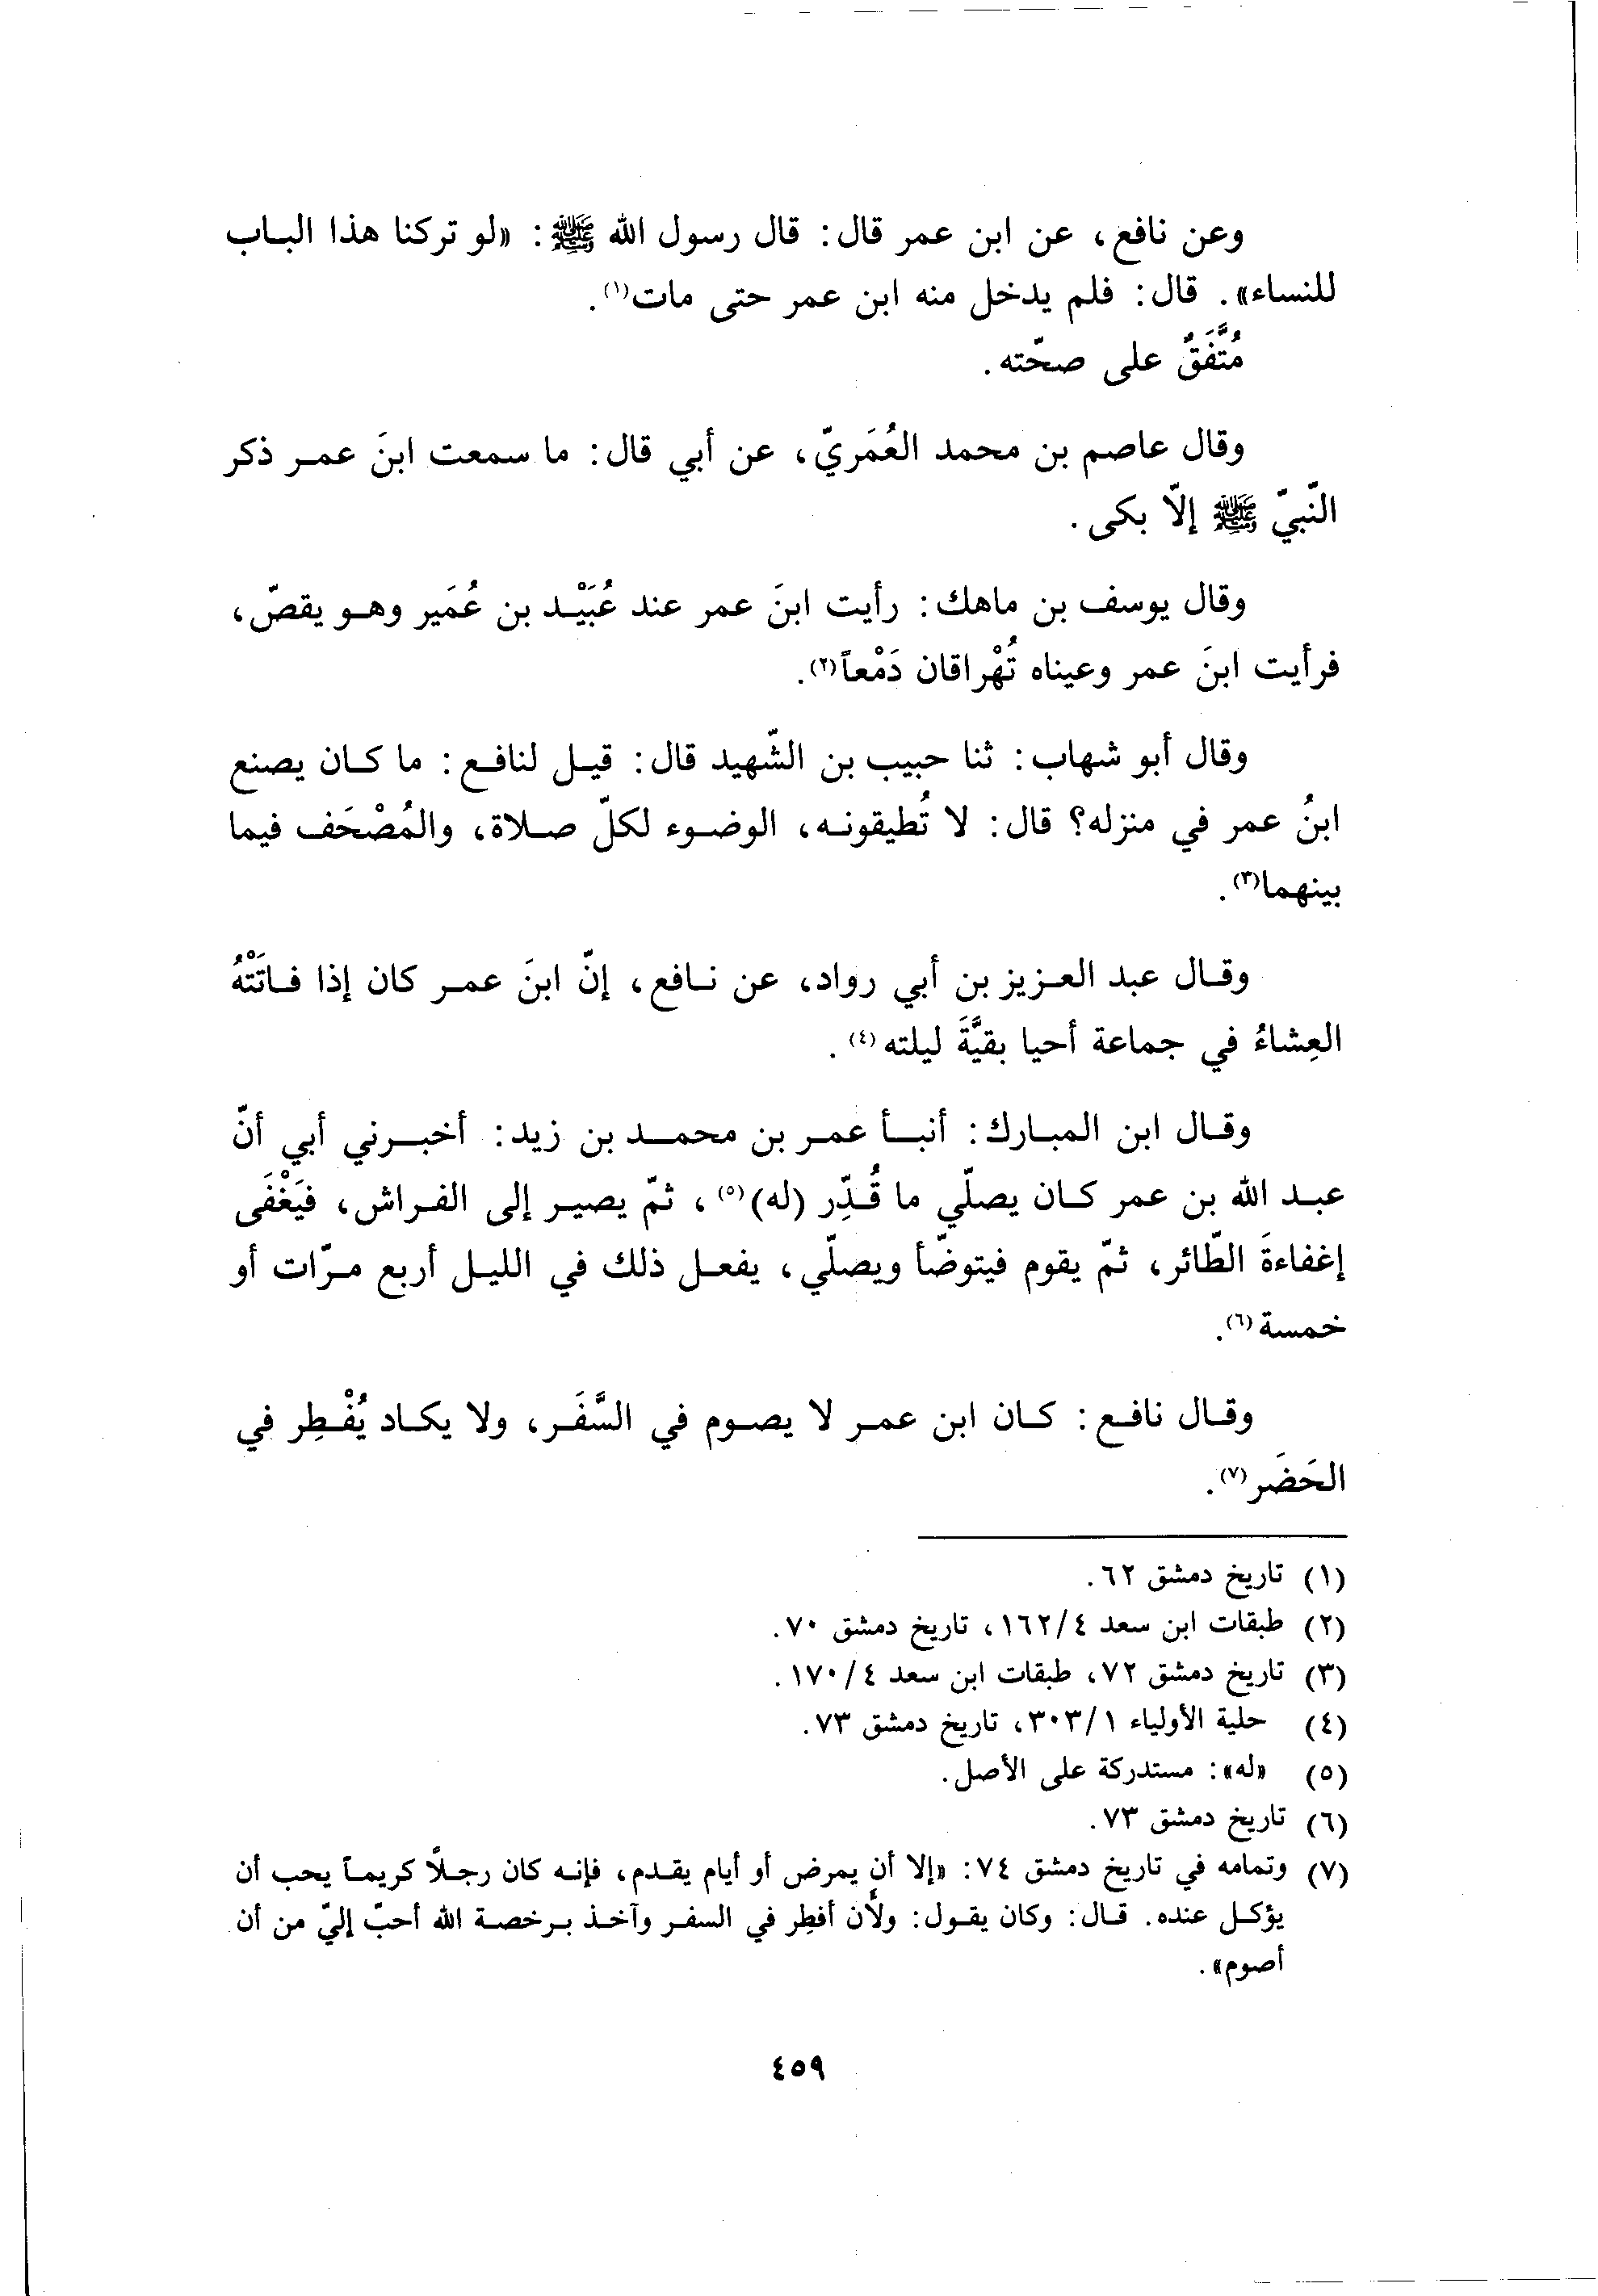 وعن نافع، عن ابن عمر قال: قال رسول الله ﷺ: «لو تركنا هذا الباب
للنساء». قال: فلم يدخل منه ابن عمر حتى مات(١).
مُتَّفَقٌ على صحّته.
وقال عاصم بن محمد العُمَريّ، عن أبي قال: ما سمعت ابنَ عمر ذكر
النّبيّ ﷺ إلّا بكى.
وقال يوسف بن ماهك: رأيت ابنَ عمر عند عُبَيْد بن عُمَير وهو يقصّ،
فرأيت ابنَ عمر وعيناه تُهْراقان دَمْعاً(٢).
وقال أبو شهاب: ثنا حبيب بن الشّهيد قال: قيل لنافع: ما كان يصنع
ابنُ عمر في منزله؟ قال: لا تُطيقونه، الوضوء لكلّ صلاة، والمُصْحَف فيما
بينهما(٣).
وقال عبد العزيز بن أبي رواد، عن نافع، إنّ ابنَ عمر كان إذا فاتَتْهُ
العِشاءُ في جماعة أحيا بقيَّةَ ليلته(٤).
وقال ابن المبارك: أنبأ عمر بن محمد بن زيد: أخبرني أبي أنّ
عبد الله بن عمر كان يصلّي ما قُدِّر (له)(٥)، ثمّ يصير إلى الفراش، فيَغْفَى
إغفاءةَ الطّائر، ثمّ يقوم فيتوضّأ ويصلّي، يفعل ذلك في الليل أربع مرّات أو
خمسة(٦).
وقال نافع: كان ابن عمر لا يصوم في السَّفَر، ولا يكاد يُفْطِر في
الحَضَر(٧).
(١) تاريخ دمشق ٦٢.
(٢) طبقات ابن سعد ٤/١٦٢، تاريخ دمشق ٧٠.
(٣) تاريخ دمشق ٧٢، طبقات ابن سعد ٤/١٧٠.
(٤) حلية الأولياء ١/٣٠٣، تاريخ دمشق ٧٣.
(٥) «له»: مستدركة على الأصل.
(٦) تاريخ دمشق ٧٣.
(٧) وتمامه في تاريخ دمشق ٧٤: «إلا أن يمرض أو أيام يقدم، فإنه كان رجلاً كريماً يحب أن
يؤكل عنده. قال: وكان يقول: ولأن أفطِر في السفر وآخذ برخصة الله أحبّ إليّ من أن
أصوم».
٤٥٩